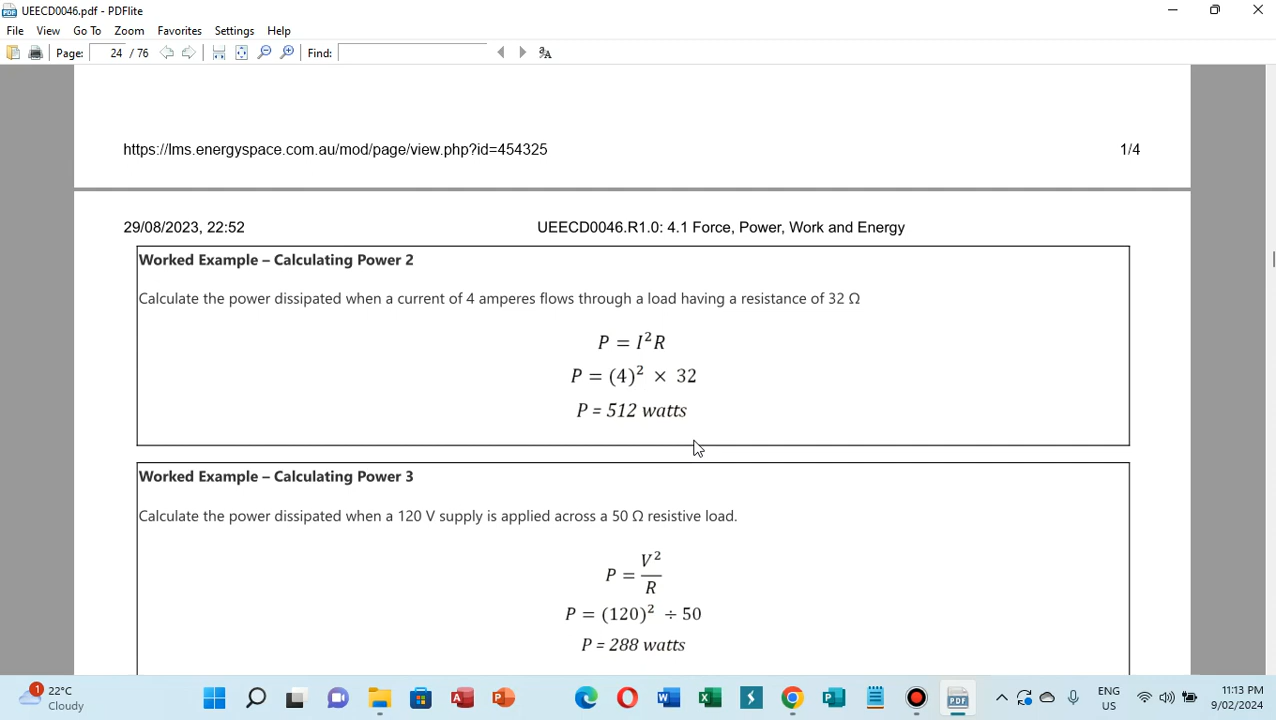 UEECD0046.pdf - PDFlite
File View Go To Zoom Favorites Settings Help
Page: 24 / 76 Find:
https://lms.energyspace.com.au/mod/page/view.php?id=454325 1/4
29/08/2023, 22:52 UEECD0046.R1.0: 4.1 Force, Power, Work and Energy
Worked Example – Calculating Power 2
Calculate the power dissipated when a current of 4 amperes flows through a load having a resistance of 32 Ω
P = I²R
P = (4)² × 32
P = 512 watts
Worked Example – Calculating Power 3
Calculate the power dissipated when a 120 V supply is applied across a 50 Ω resistive load.
P = V²/R
P = (120)² ÷ 50
P = 288 watts
1 22°C
Cloudy
ENG
US
11:13 PM
9/02/2024